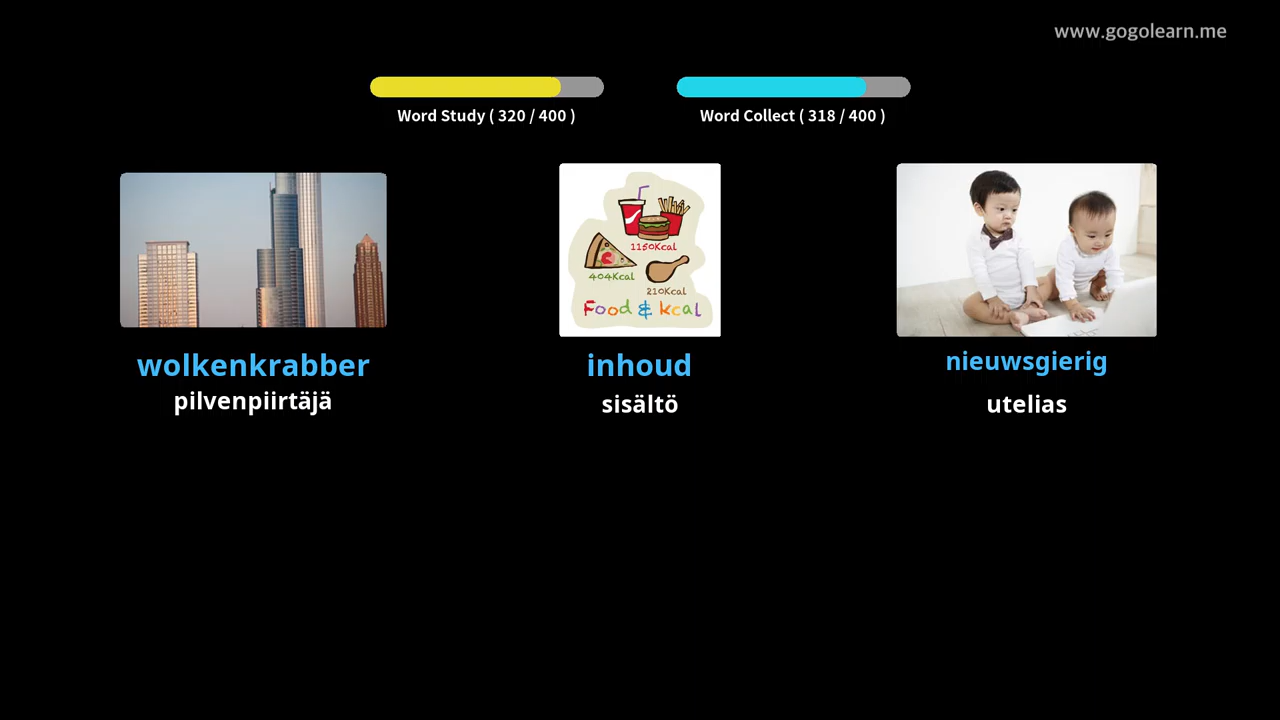 www.gogolearn.me
Word Study ( 320 / 400 )
Word Collect ( 318 / 400 )
1150Kcal
404Kcal
210Kcal
Food & kcal
wolkenkrabber
pilvenpiirtäjä
inhoud
sisältö
nieuwsgierig
utelias